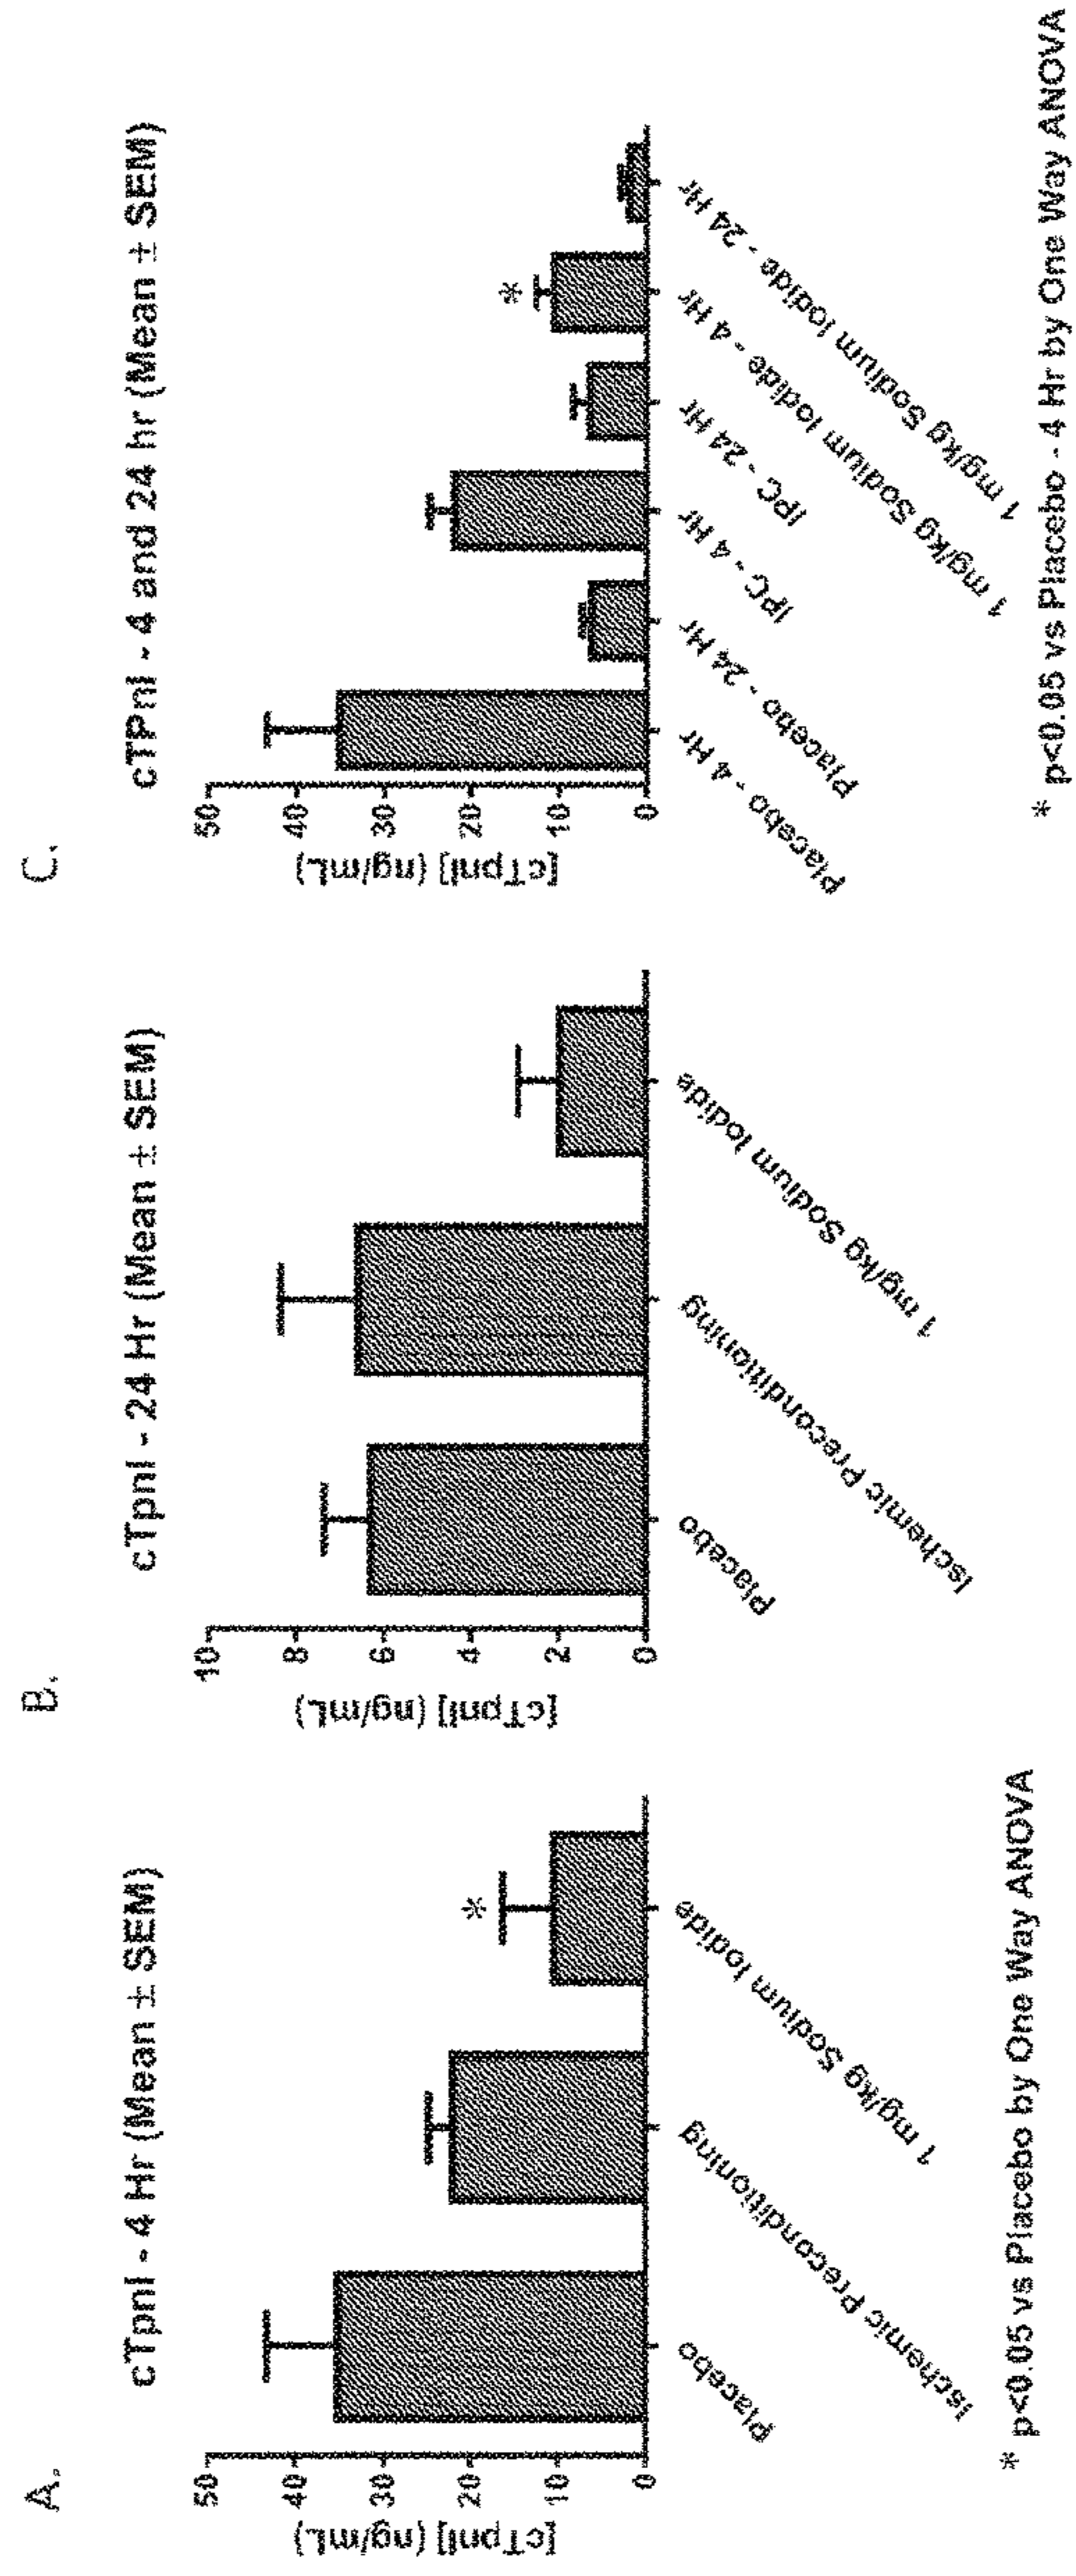 A.
cTpnI - 4 Hr (Mean ± SEM)
[cTpnI] (ng/mL)
50
40
30
20
10
0
Placebo
Ischemic Preconditioning
1 mg/kg Sodium Iodide
* p<0.05 vs Placebo by One Way ANOVA
B.
cTpnI - 24 Hr (Mean ± SEM)
[cTpnI] (ng/mL)
10
8
6
4
2
0
Placebo
Ischemic Preconditioning
1 mg/kg Sodium Iodide
C.
cTPnI - 4 and 24 hr (Mean ± SEM)
[cTpnI] (ng/mL)
50
40
30
20
10
0
*
Placebo - 4 Hr
Placebo - 24 Hr
IPC - 4 Hr
IPC - 24 Hr
1 mg/kg Sodium Iodide - 4 Hr
1 mg/kg Sodium Iodide - 24 Hr
* p<0.05 vs Placebo - 4 Hr by One Way ANOVA